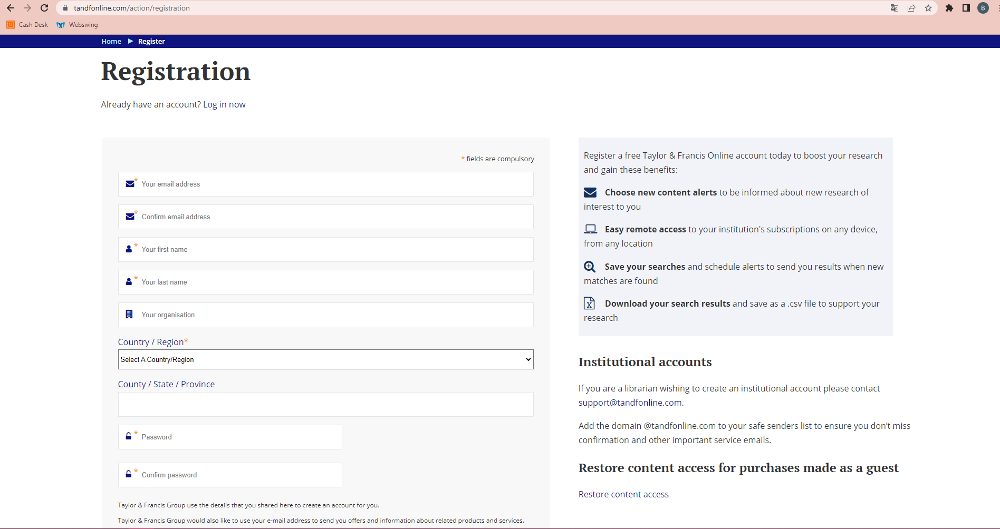 tandfonline.com/action/registration
B
Cash Desk
Webswing
Home
Register
Registration
Already have an account? Log in now
* fields are compulsory
* Your email address
* Confirm email address
* Your first name
* Your last name
Your organisation
Country / Region*
Select A Country/Region
County / State / Province
* Password
* Confirm password
Taylor & Francis Group use the details that you shared here to create an account for you.
Taylor & Francis Group would also like to use your e-mail address to send you offers and information about related products and services.
Register a free Taylor & Francis Online account today to boost your research
and gain these benefits:
Choose new content alerts to be informed about new research of
interest to you
Easy remote access to your institution's subscriptions on any device,
from any location
Save your searches and schedule alerts to send you results when new
matches are found
Download your search results and save as a .csv file to support your
research
Institutional accounts
If you are a librarian wishing to create an institutional account please contact
support@tandfonline.com.
Add the domain @tandfonline.com to your safe senders list to ensure you don’t miss
confirmation and other important service emails.
Restore content access for purchases made as a guest
Restore content access